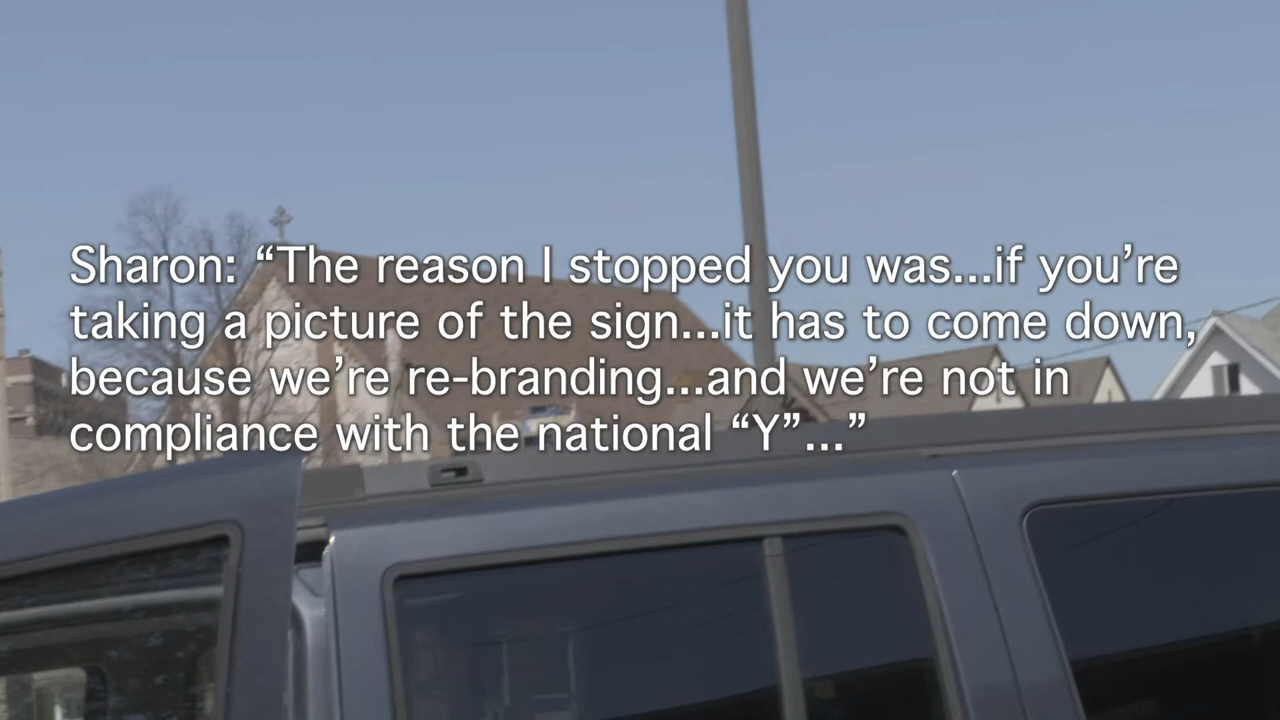 Sharon: “The reason I stopped you was...if you’re
taking a picture of the sign...it has to come down,
because we’re re-branding...and we’re not in
compliance with the national “Y”...”